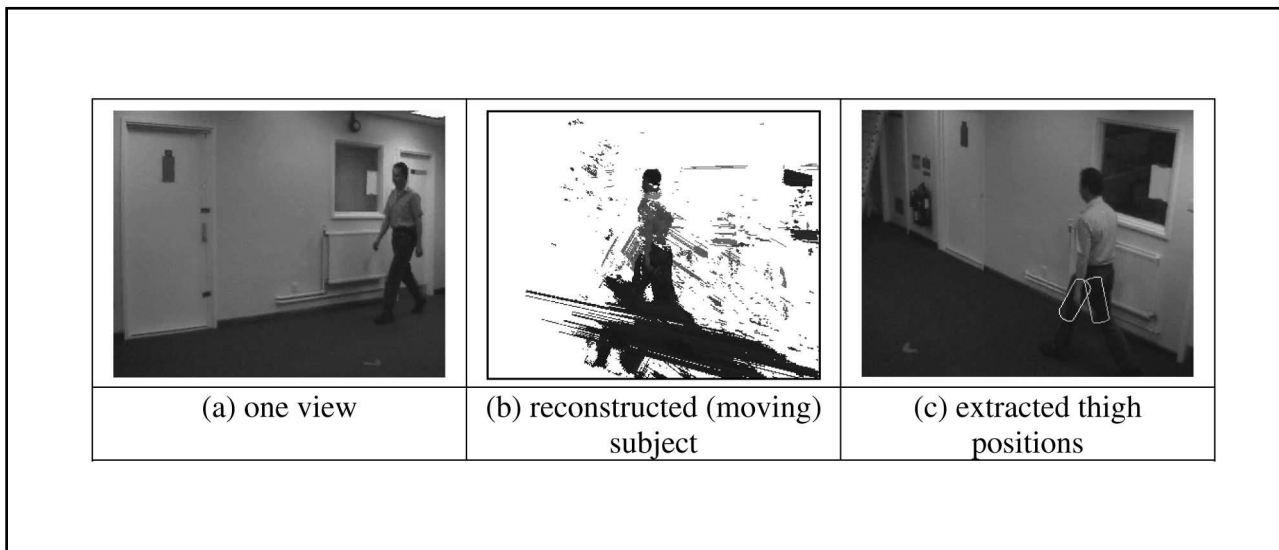 (a) one view
(b) reconstructed (moving)
subject
(c) extracted thigh
positions